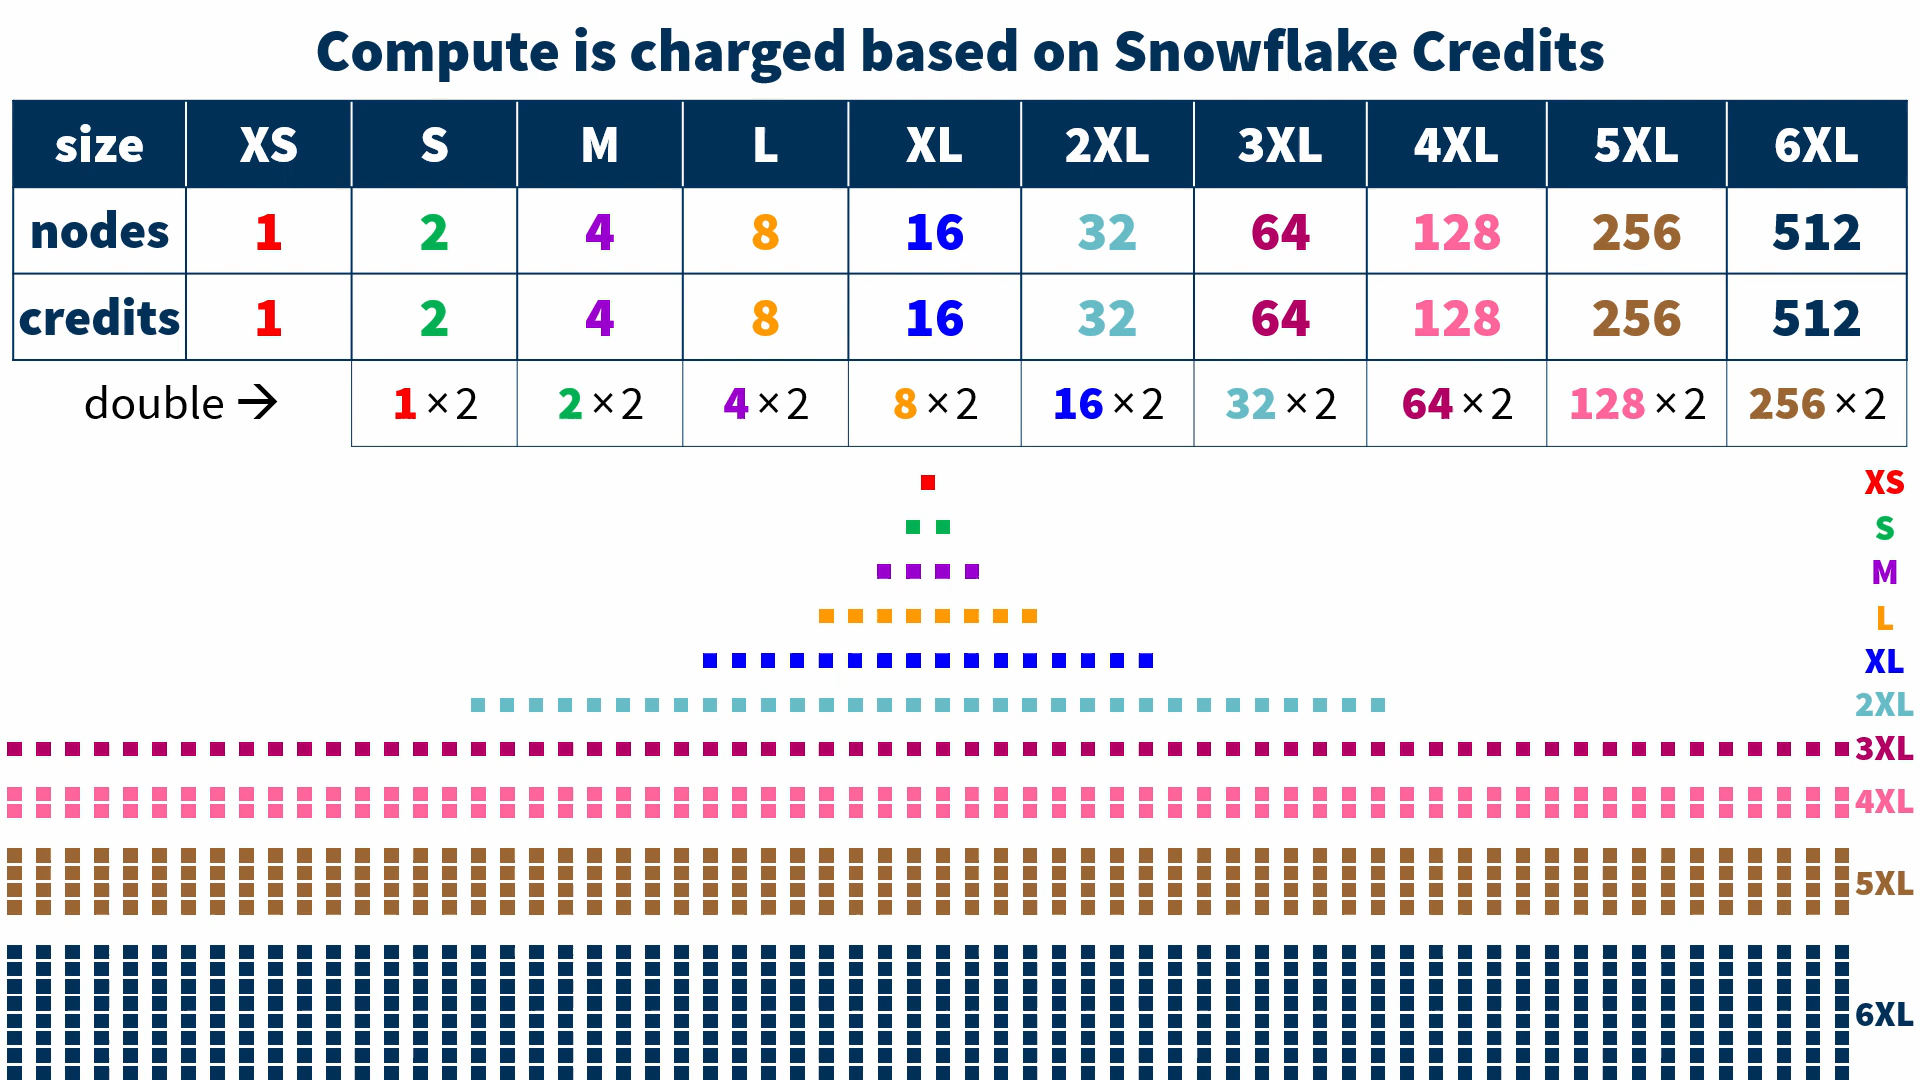 Compute is charged based on Snowflake Credits
size XS S M L XL 2XL 3XL 4XL 5XL 6XL
nodes 1 2 4 8 16 32 64 128 256 512
credits 1 2 4 8 16 32 64 128 256 512
double → 1 × 2 2 × 2 4 × 2 8 × 2 16 × 2 32 × 2 64 × 2 128 × 2 256 × 2
XS
S
M
L
XL
2XL
3XL
4XL
5XL
6XL